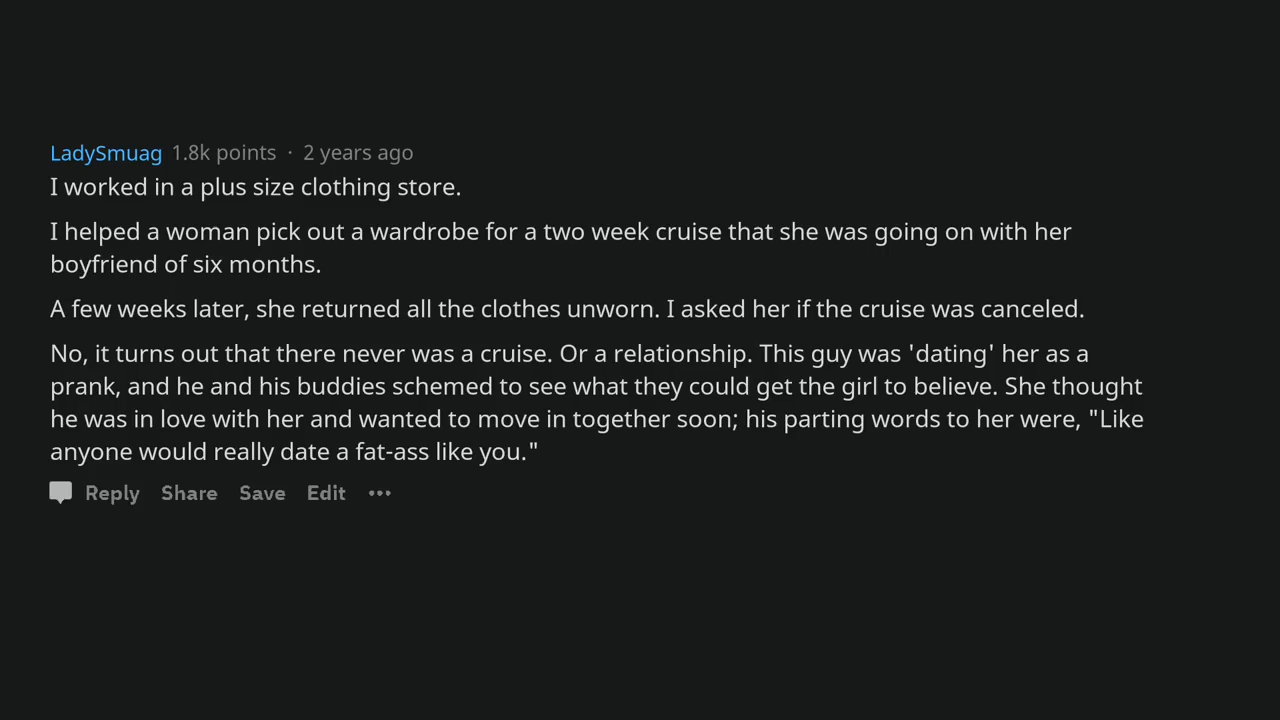 LadySmuag 1.8k points · 2 years ago
I worked in a plus size clothing store.
I helped a woman pick out a wardrobe for a two week cruise that she was going on with her
boyfriend of six months.
A few weeks later, she returned all the clothes unworn. I asked her if the cruise was canceled.
No, it turns out that there never was a cruise. Or a relationship. This guy was 'dating' her as a
prank, and he and his buddies schemed to see what they could get the girl to believe. She thought
he was in love with her and wanted to move in together soon; his parting words to her were, "Like
anyone would really date a fat-ass like you."
Reply Share Save Edit •••